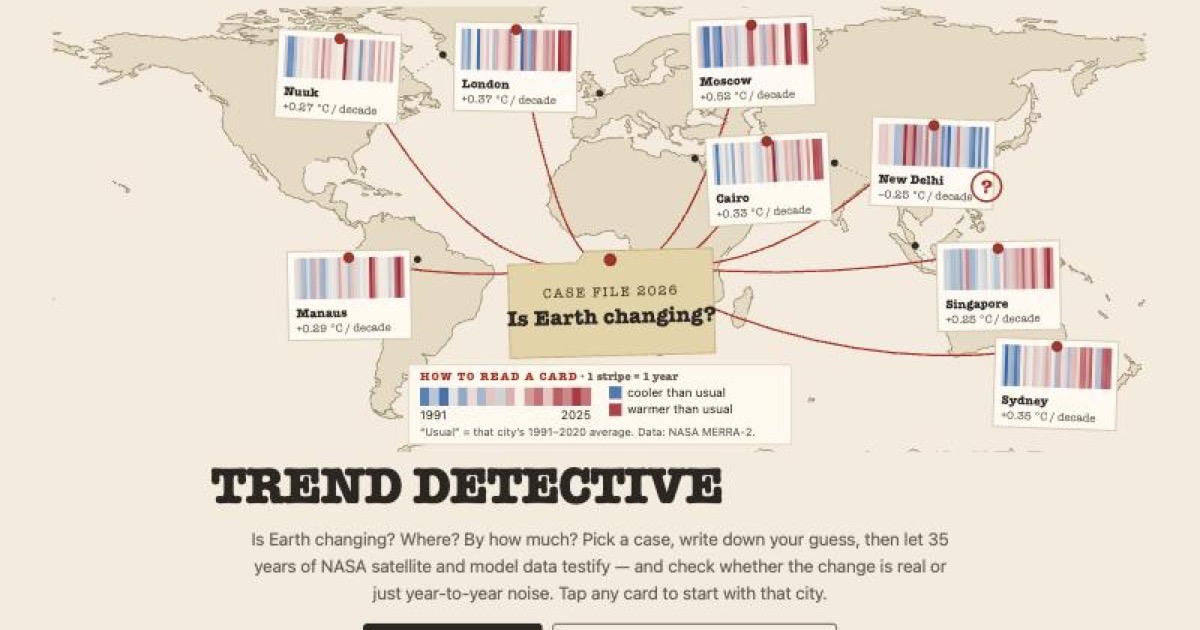 Nuuk
+0.27 °C / decade
London
+0.37 °C / decade
Moscow
+0.52 °C / decade
Cairo
+0.33 °C / decade
New Delhi
−0.25 °C / decade
?
Manaus
+0.29 °C / decade
CASE FILE 2026
Is Earth changing?
Singapore
+0.25 °C / decade
Sydney
+0.35 °C / decade
HOW TO READ A CARD · 1 stripe = 1 year
1991 2025
cooler than usual
warmer than usual
“Usual” = that city's 1991–2020 average. Data: NASA MERRA-2.
TREND DETECTIVE
Is Earth changing? Where? By how much? Pick a case, write down your guess, then let 35
years of NASA satellite and model data testify — and check whether the change is real or
just year-to-year noise. Tap any card to start with that city.